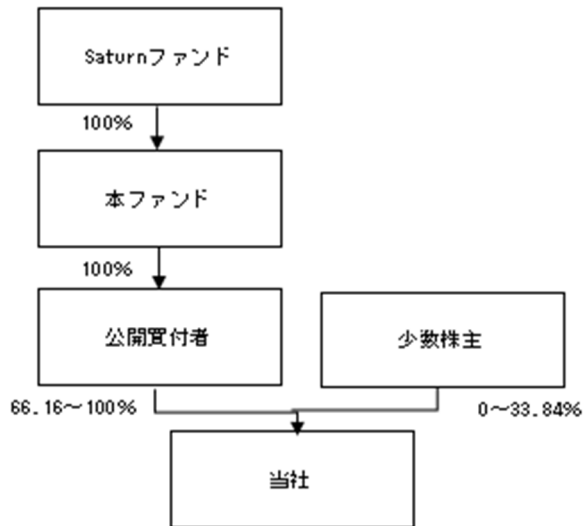 Saturnファンド
100%
本ファンド
100%
公開買付者
少数株主
66.16～100%
0～33.84%
当社